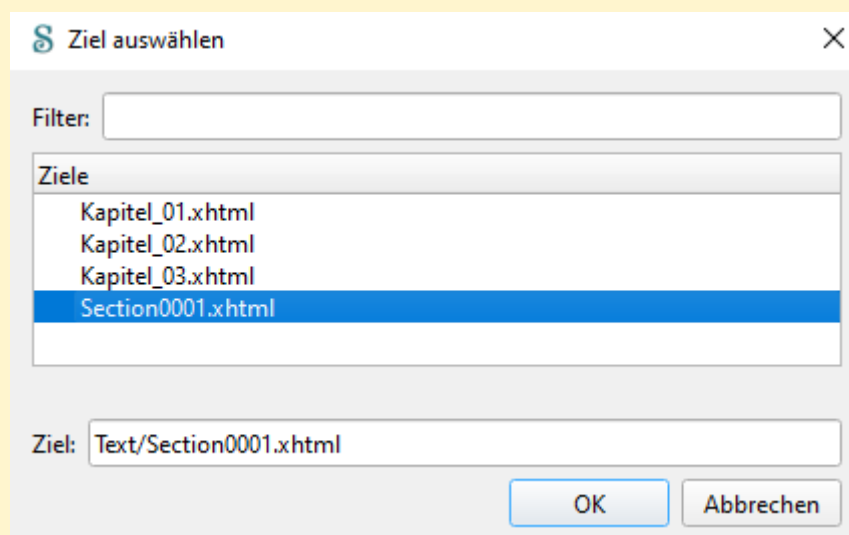 Ziel auswählen
Filter:
Ziele
Kapitel_01.xhtml
Kapitel_02.xhtml
Kapitel_03.xhtml
Section0001.xhtml
Ziel: Text/Section0001.xhtml
OK Abbrechen